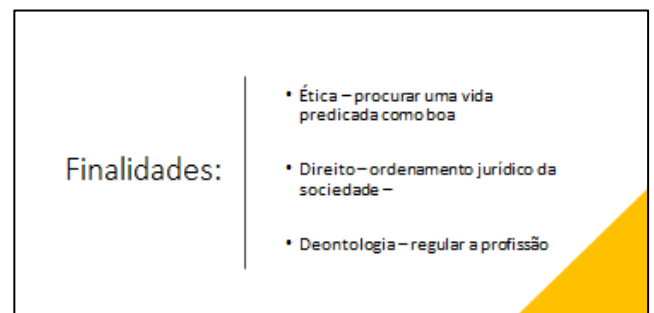 Finalidades:
• Ética – procurar uma vida
predicada como boa
• Direito – ordenamento jurídico da
sociedade –
• Deontologia – regular a profissão